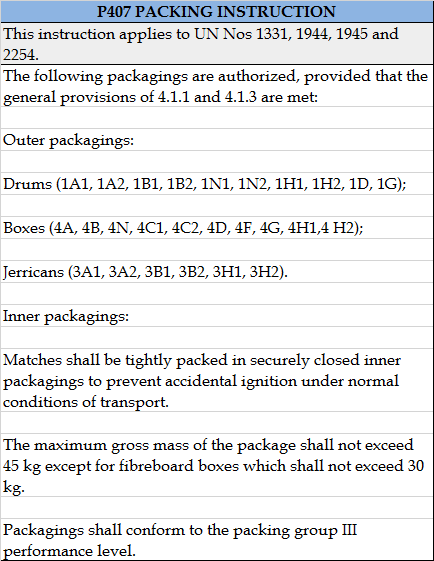 P407 PACKING INSTRUCTION
This instruction applies to UN Nos 1331, 1944, 1945 and
2254.
The following packagings are authorized, provided that the
general provisions of 4.1.1 and 4.1.3 are met:
Outer packagings:
Drums (1A1, 1A2, 1B1, 1B2, 1N1, 1N2, 1H1, 1H2, 1D, 1G);
Boxes (4A, 4B, 4N, 4C1, 4C2, 4D, 4F, 4G, 4H1,4 H2);
Jerricans (3A1, 3A2, 3B1, 3B2, 3H1, 3H2).
Inner packagings:
Matches shall be tightly packed in securely closed inner
packagings to prevent accidental ignition under normal
conditions of transport.
The maximum gross mass of the package shall not exceed
45 kg except for fibreboard boxes which shall not exceed 30
kg.
Packagings shall conform to the packing group III
performance level.